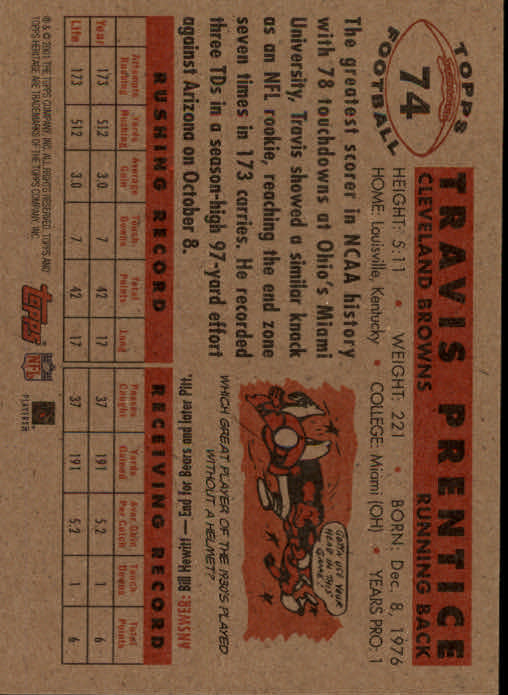 TOPPS
74
FOOTBALL
TRAVIS PRENTICE
CLEVELAND BROWNS RUNNING BACK
HEIGHT: 5-11 • WEIGHT: 221 • BORN: Dec. 8, 1976
HOME: Louisville, Kentucky • COLLEGE: Miami (OH) • YEARS PRO: 1
The greatest scorer in NCAA history
with 78 touchdowns at Ohio's Miami
University, Travis showed a similar knack
as an NFL rookie, reaching the end zone
seven times in 173 carries. He recorded
three TDs in a season-high 97-yard effort
against Arizona on October 8.
GOTTA USE YOUR
HEAD IN THIS
GAME!
WHICH GREAT PLAYER OF THE 1930'S PLAYED
WITHOUT A HELMET?
ANSWER: Bill Hewitt — End for Bears and later Pitt.
RUSHING RECORD RECEIVING RECORD
Attempts Yards Average Touch- Total Passes Yards Aver. Gain Touch Total
Year Rushing Rushing Gain Downs Points Land Caught Gained Per Catch Downs Points
Year 173 512 3.0 7 42 17 37 191 5.2 1 6
Life 173 512 3.0 7 42 17 37 191 5.2 1 6
® & © 2001 THE TOPPS COMPANY, INC. ALL RIGHTS RESERVED. TOPPS AND
TOPPS HERITAGE ARE TRADEMARKS OF THE TOPPS COMPANY, INC.
Topps
NFL
PLAYERS